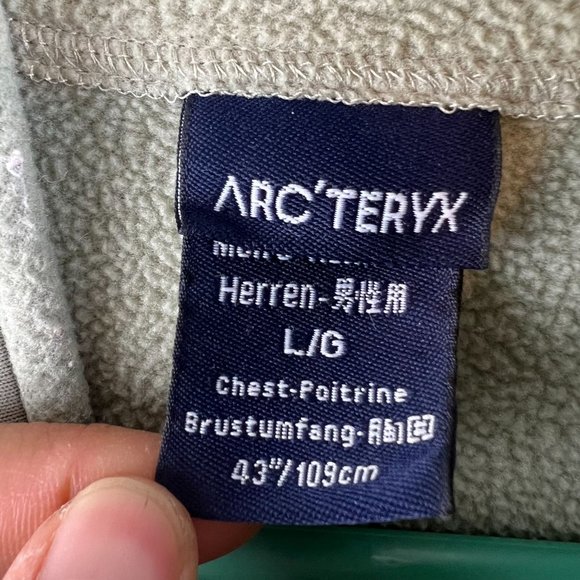 ARC'TERYX
Herren-男性用
L/G
Chest-Poitrine
Brustumfang-胸囲
43"/109cm